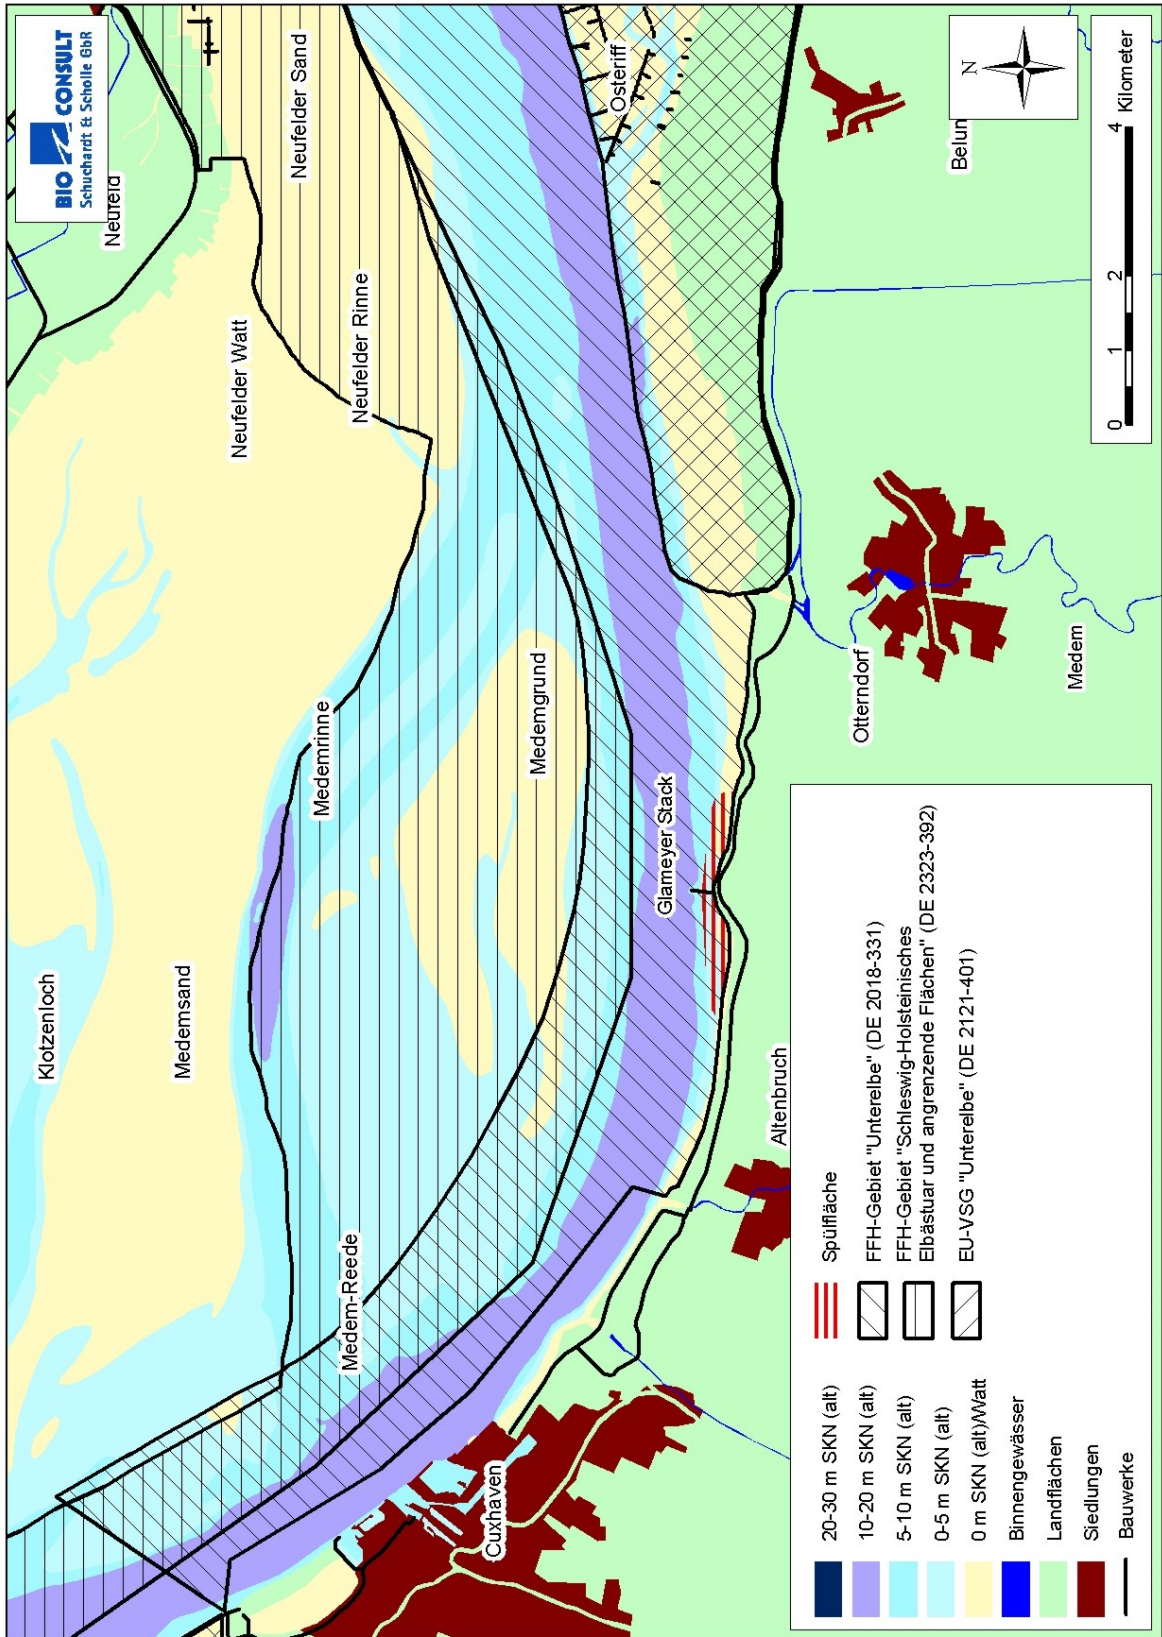 BIO CONSULT
Schuchardt & Scholle GbR
Neufeld
Klotzenloch
Medemsand
Neufelder Watt
Neufelder Sand
Neufelder Rinne
Medemrinne
Medem-Reede
Medemgrund
Osteriff
Glameyer Stack
Cuxhaven
Altenbruch
Otterndorf
Medem
Belum
N
0 1 2 4 Kilometer
20-30 m SKN (alt)
10-20 m SKN (alt)
5-10 m SKN (alt)
0-5 m SKN (alt)
0 m SKN (alt)/Watt
Binnengewässer
Landflächen
Siedlungen
Bauwerke
Spülfläche
FFH-Gebiet "Unterelbe" (DE 2018-331)
FFH-Gebiet "Schleswig-Holsteinisches
Elbästuar und angrenzende Flächen" (DE 2323-392)
EU-VSG "Unterelbe" (DE 2121-401)